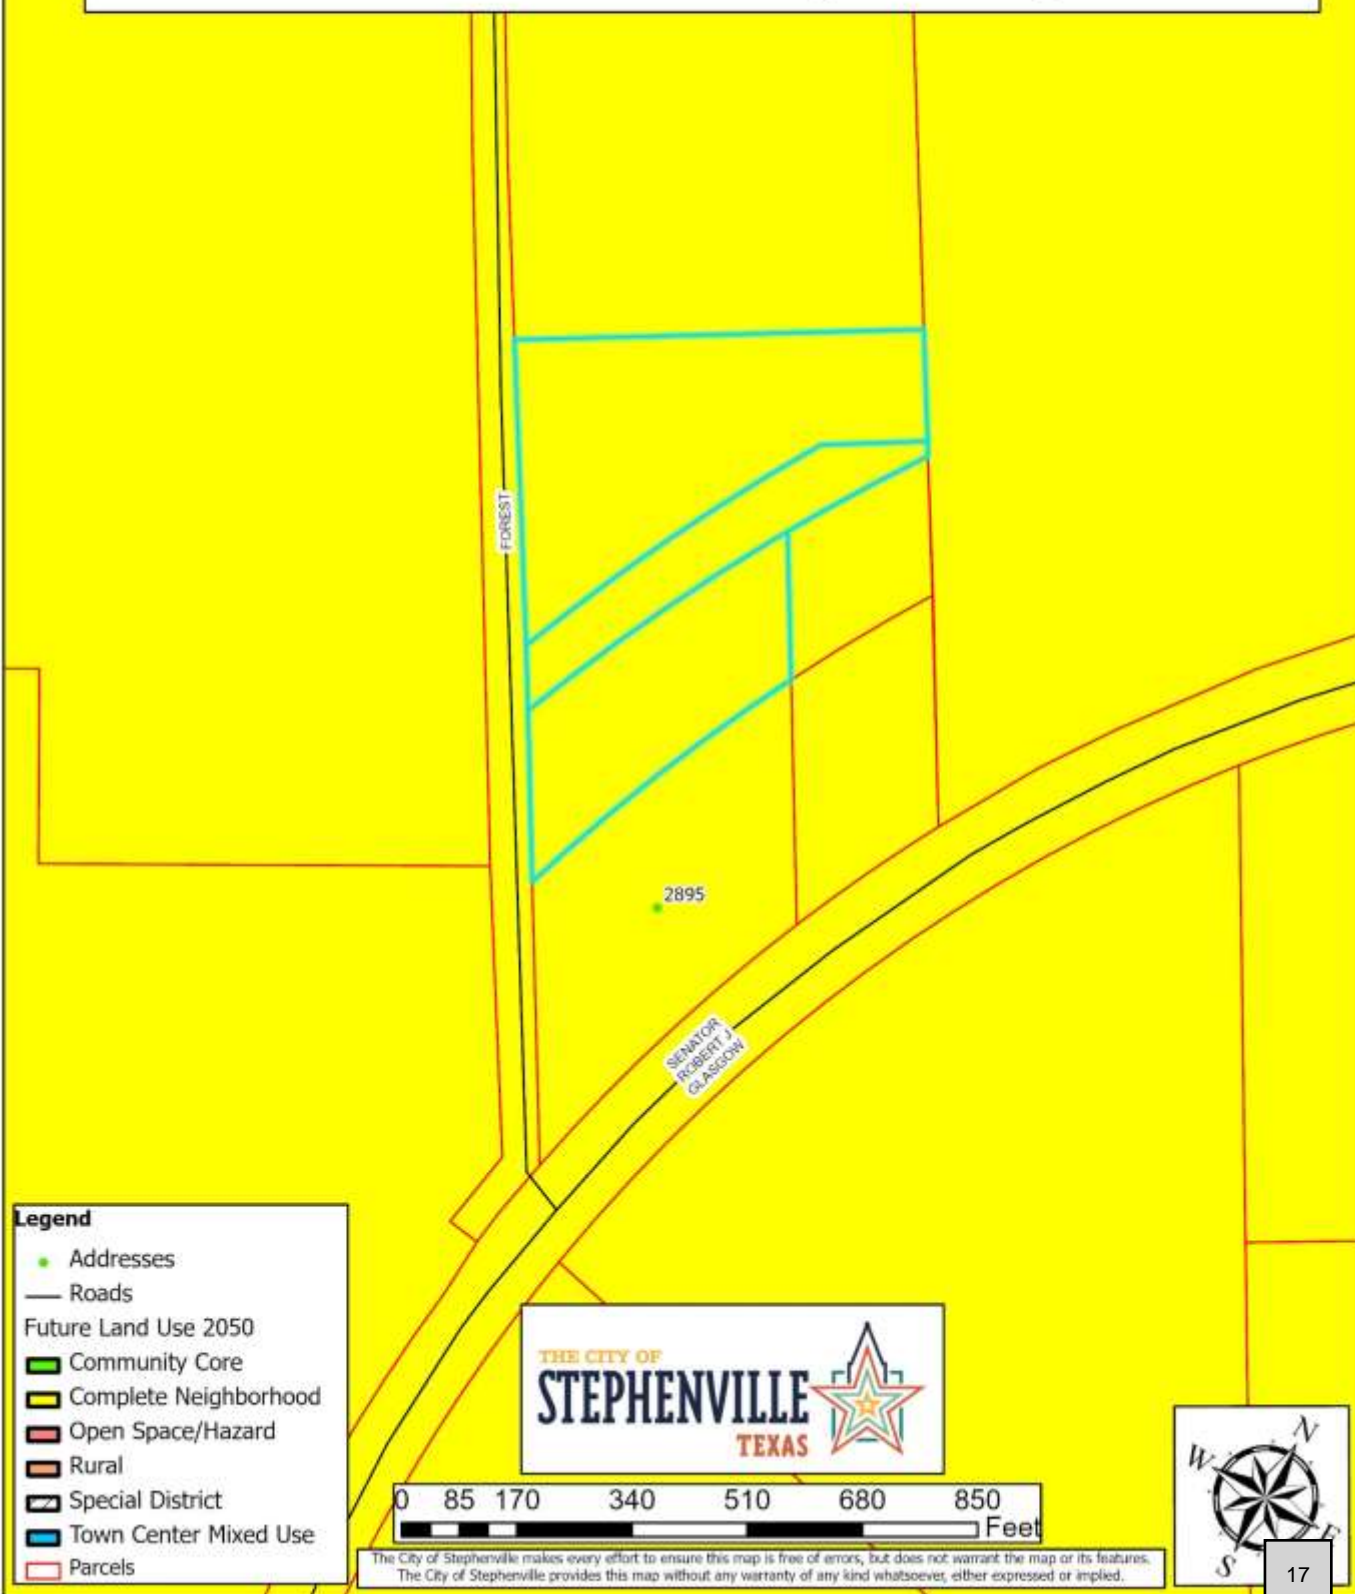 FOREST
2895
SENATOR
ROBERT J
GLASGOW
Legend
Addresses
Roads
Future Land Use 2050
Community Core
Complete Neighborhood
Open Space/Hazard
Rural
Special District
Town Center Mixed Use
Parcels
THE CITY OF
STEPHENVILLE
TEXAS
0 85 170 340 510 680 850
Feet
The City of Stephenville makes every effort to ensure this map is free of errors, but does not warrant the map or its features.
The City of Stephenville provides this map without any warranty of any kind whatsoever, either expressed or implied.
N
W
E
S
17